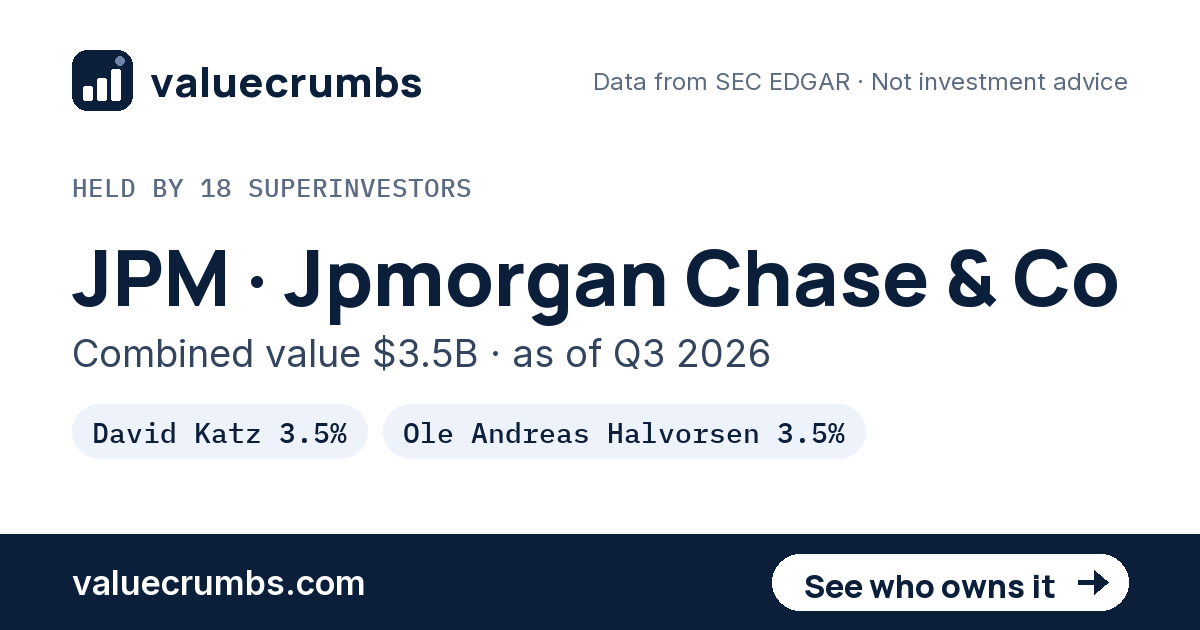 valuecrumbs
Data from SEC EDGAR · Not investment advice
HELD BY 18 SUPERINVESTORS
JPM · Jpmorgan Chase & Co
Combined value $3.5B · as of Q3 2026
David Katz 3.5%
Ole Andreas Halvorsen 3.5%
valuecrumbs.com
See who owns it →